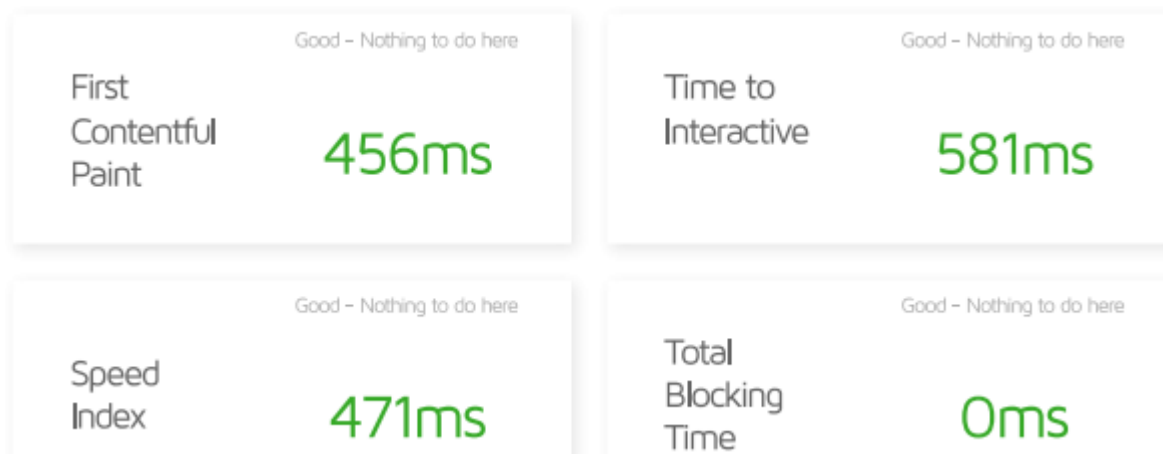 Good - Nothing to do here
First
Contentful
Paint
456ms
Good - Nothing to do here
Time to
Interactive
581ms
Good - Nothing to do here
Speed
Index
471ms
Good - Nothing to do here
Total
Blocking
Time
0ms